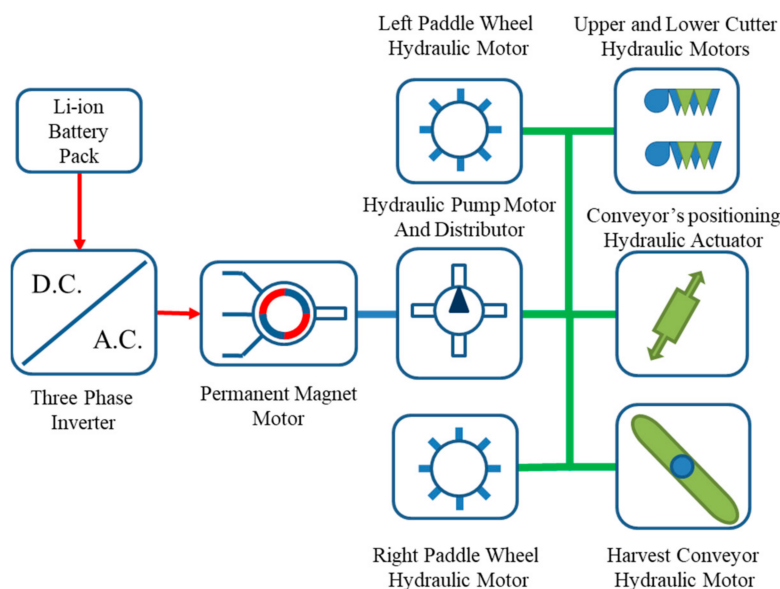 Left Paddle Wheel
Hydraulic Motor
Upper and Lower Cutter
Hydraulic Motors
Li-ion
Battery
Pack
Hydraulic Pump Motor
And Distributor
Conveyor's positioning
Hydraulic Actuator
D.C.
A.C.
Three Phase
Inverter
Permanent Magnet
Motor
Right Paddle Wheel
Hydraulic Motor
Harvest Conveyor
Hydraulic Motor